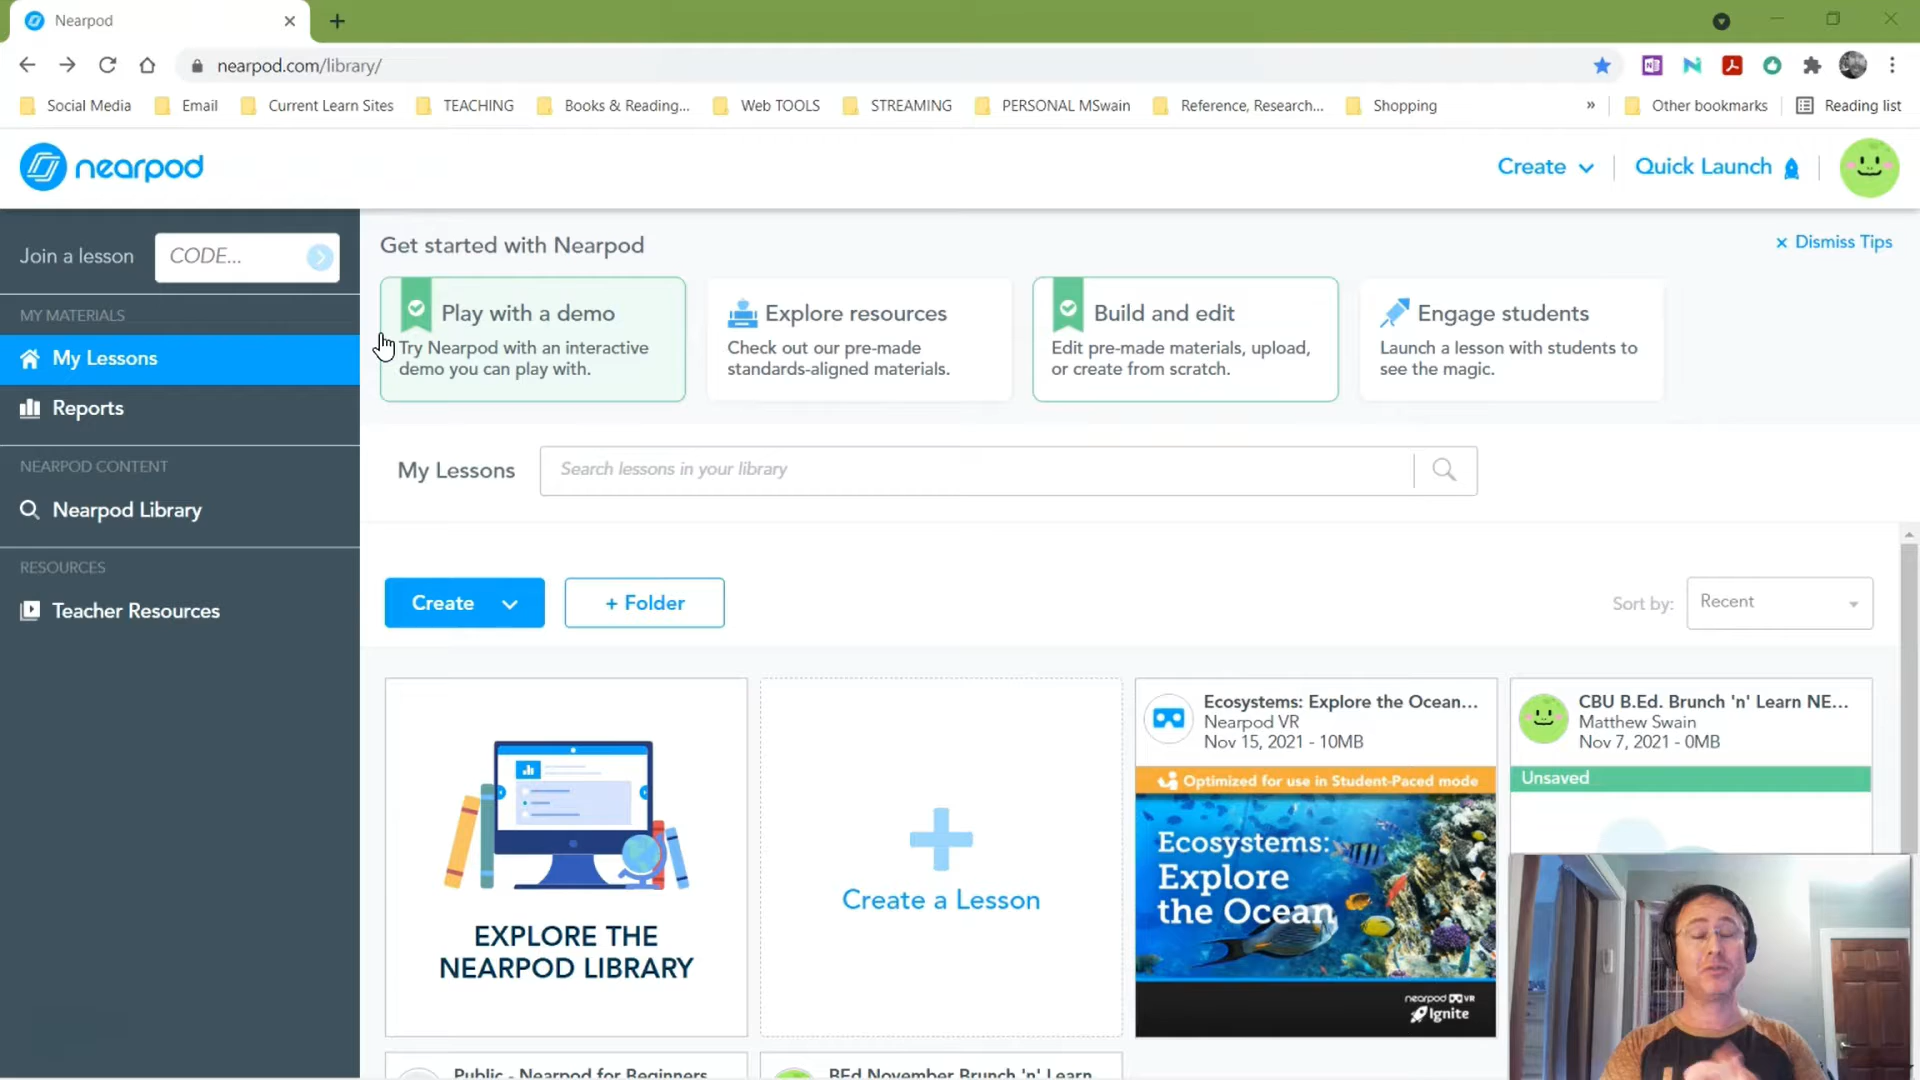 Nearpod
nearpod.com/library/
Social Media
Email
Current Learn Sites
TEACHING
Books & Reading...
Web TOOLS
STREAMING
PERSONAL MSwain
Reference, Research...
Shopping
»
Other bookmarks
Reading list
nearpod
Create
Quick Launch
Join a lesson
CODE...
MY MATERIALS
My Lessons
Reports
NEARPOD CONTENT
Nearpod Library
RESOURCES
Teacher Resources
Get started with Nearpod
× Dismiss Tips
Play with a demo
Try Nearpod with an interactive
demo you can play with.
Explore resources
Check out our pre-made
standards-aligned materials.
Build and edit
Edit pre-made materials, upload,
or create from scratch.
Engage students
Launch a lesson with students to
see the magic.
My Lessons
Search lessons in your library
Create
+ Folder
Sort by:
Recent
EXPLORE THE
NEARPOD LIBRARY
Create a Lesson
Ecosystems: Explore the Ocean...
Nearpod VR
Nov 15, 2021 - 10MB
Optimized for use in Student-Paced mode
Ecosystems:
Explore
the Ocean
nearpod VR
Ignite
CBU B.Ed. Brunch 'n' Learn NE...
Matthew Swain
Nov 7, 2021 - 0MB
Unsaved
Public - Nearpod for Beginners
BEd November Brunch 'n' Learn